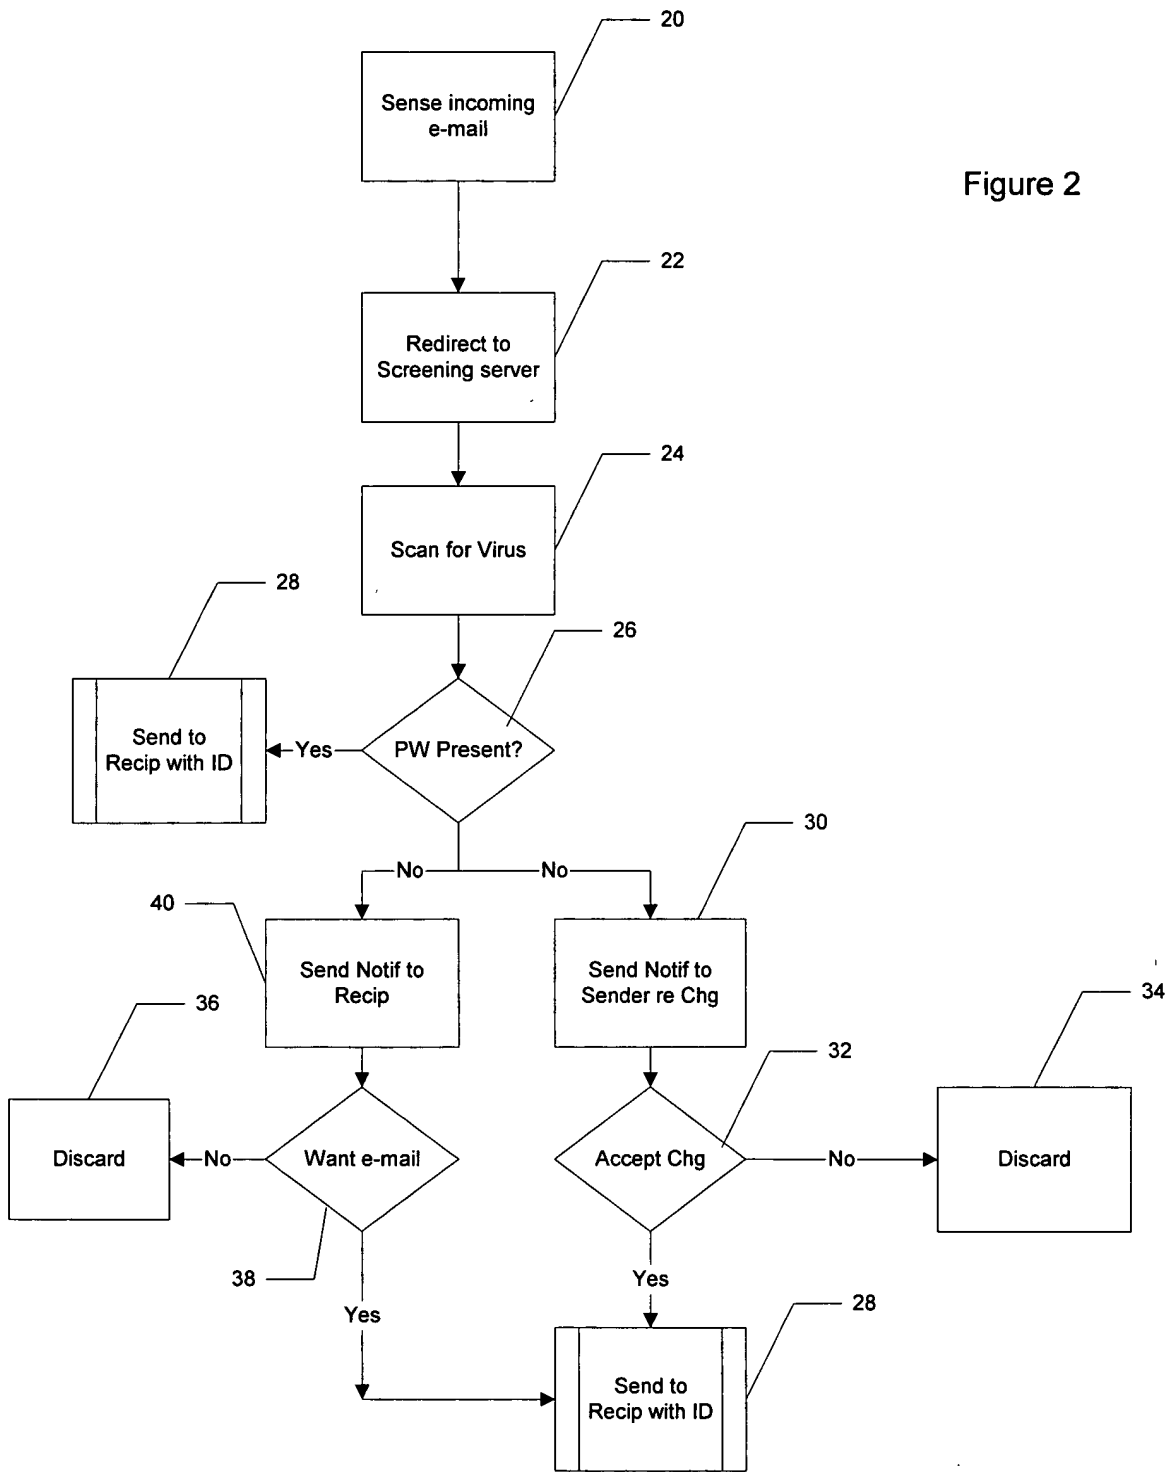 20
Sense incoming
e-mail
Figure 2
22
Redirect to
Screening server
24
Scan for Virus
28
26
Send to
Recip with ID
Yes
PW Present?
30
No
No
40
Send Notif to
Recip
Send Notif to
Sender re Chg
36
34
32
Discard
No
Want e-mail
Accept Chg
No
Discard
38
Yes
Yes
28
Send to
Recip with ID